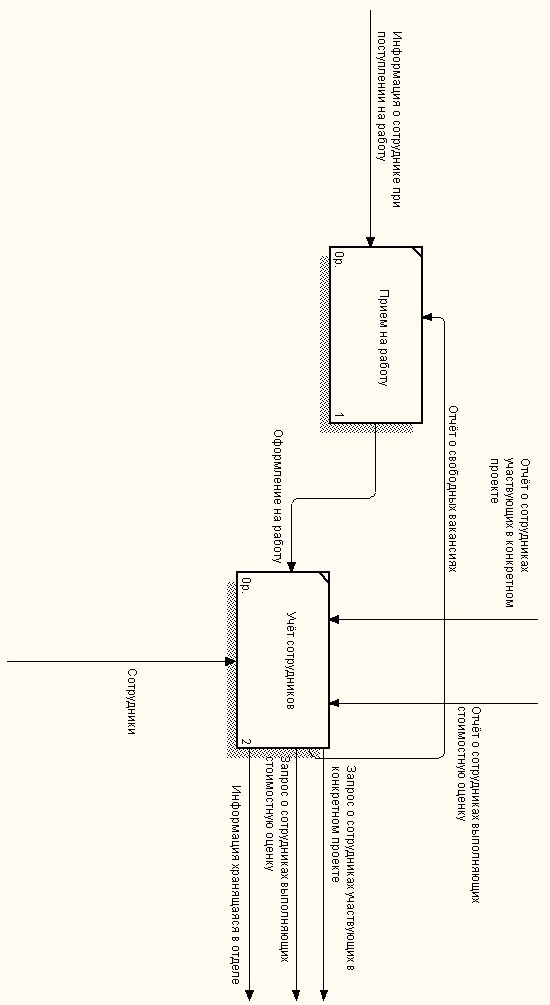 Информация о сотруднике при
поступлении на работу
0р.
Прием на работу
1
Отчёт о свободных вакансиях
Отчёт о сотрудниках
участвующих в конкретном
проекте
Оформление на работу
0р.
Учёт сотрудников
2
Отчёт о сотрудниках выполняющих
стоимостную оценку
Сотрудники
Запрос о сотрудниках участвующих в
конкретном проекте
Запрос о сотрудниках выполняющих
стоимостную оценку
Информация хранящаяся в отделе